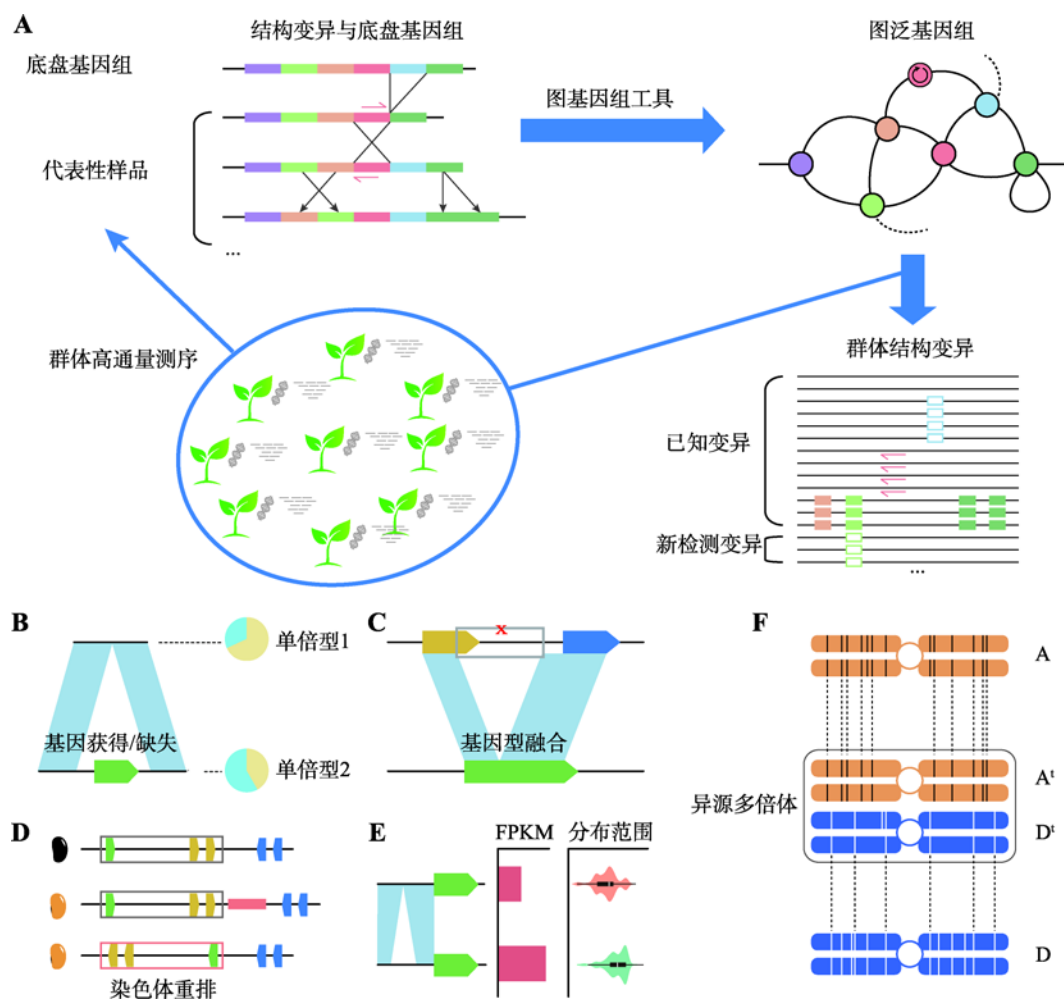 A
结构变异与底盘基因组
图泛基因组
底盘基因组
图基因组工具
代表性样品
...
群体高通量测序
群体结构变异
已知变异
新检测变异
...
B
单倍型1
基因获得/缺失
单倍型2
C
x
基因型融合
D
染色体重排
E
FPKM
分布范围
F
A
Aᵗ
异源多倍体
Dᵗ
D